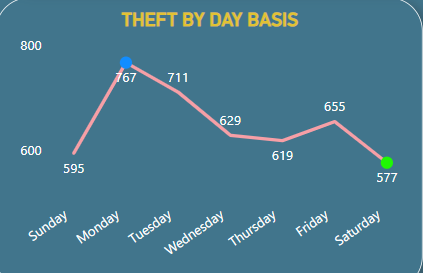 THEFT BY DAY BASIS
800
767
711
655
629
619
600
595
577
Sunday
Monday
Tuesday
Wednesday
Thursday
Friday
Saturday